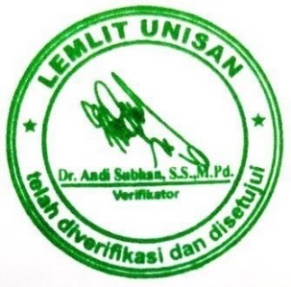 LEMLIT UNISAN
Dr. Andi Subhan, S.S.,M.Pd.
Verifikator
telah diverifikasi dan disetujui